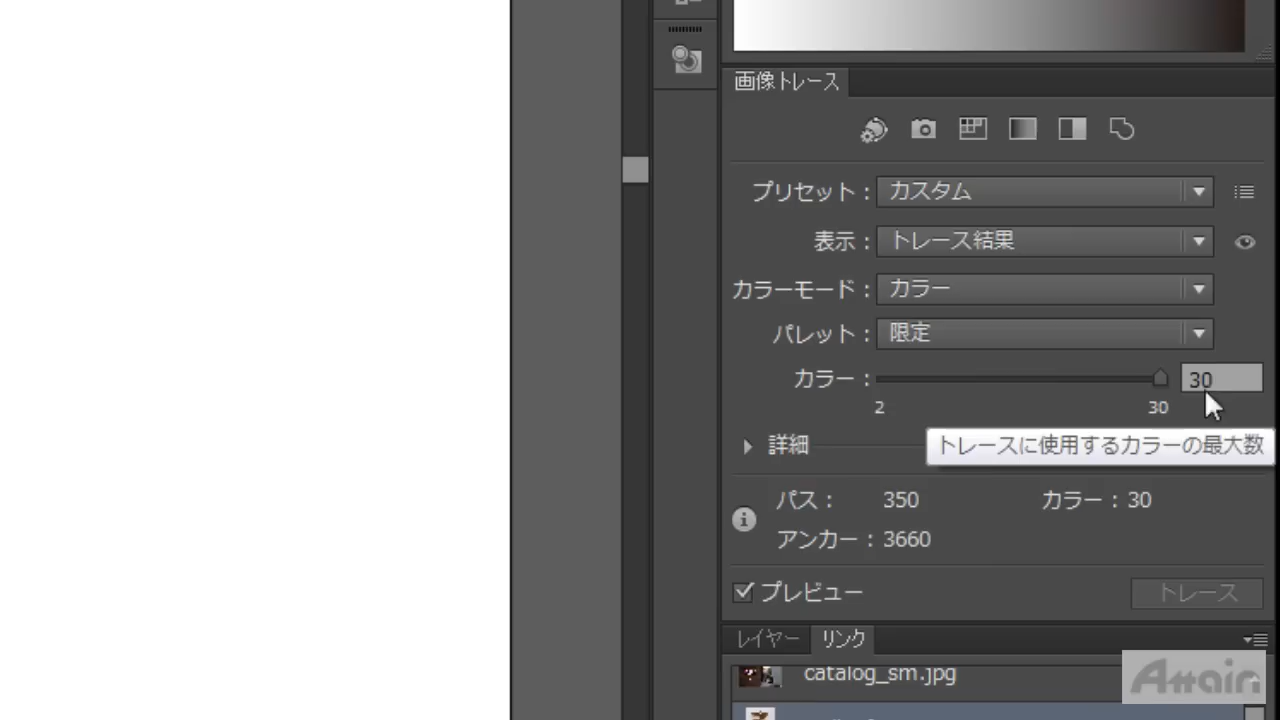 画像トレース
プリセット： カスタム
表示： トレース結果
カラーモード： カラー
パレット： 限定
カラー： 30
2 30
詳細
トレースに使用するカラーの最大数
パス： 350 カラー：30
アンカー：3660
プレビュー トレース
レイヤー リンク
catalog_sm.jpg
Attain